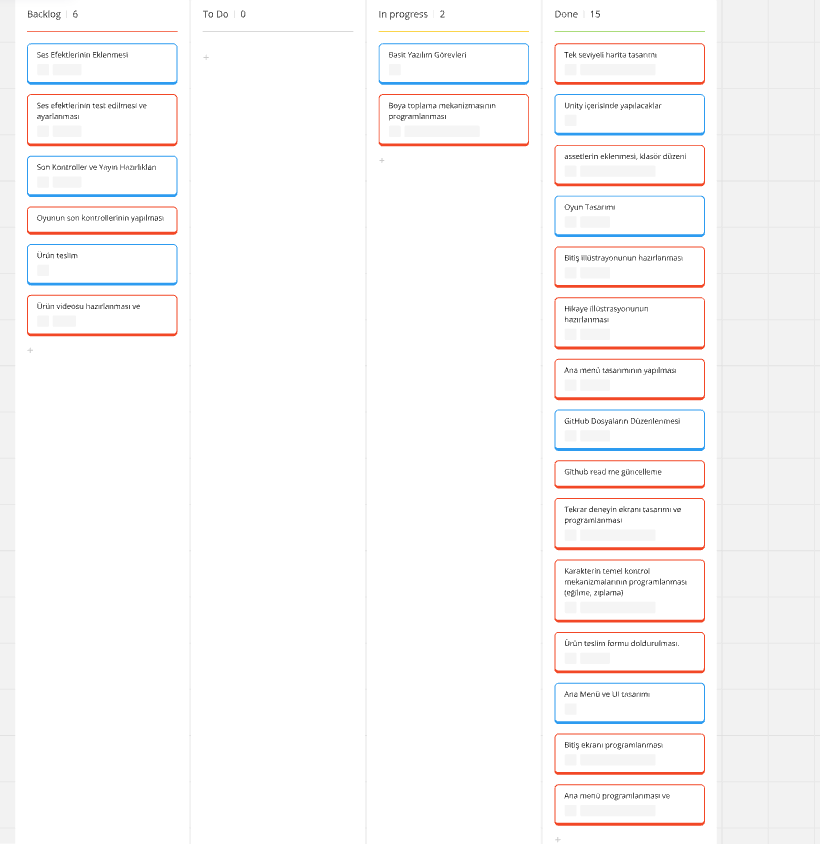 Backlog 6
Ses Efektlerinin Eklenmesi
Ses efektlerinin test edilmesi ve
ayarlanması
Son Kontroller ve Yayın Hazırlıkları
Oyunun son kontrollerinin yapılması
Ürün teslim
Ürün videosu hazırlanması ve
To Do 0
In progress 2
Basit Yazılım Görevleri
Boya toplama mekanizmasının
programlanması
Done 15
Tek seviyeli harita tasarımı
Unity içerisinde yapılacaklar
assetlerin eklenmesi, klasör düzeni
Oyun Tasarımı
Bitiş illüstrayonunun hazırlanması
Hikaye illüstrasyonunun
hazırlanması
Ana menü tasarımının yapılması
GitHub Dosyaların Düzenlenmesi
Github read me güncelleme
Tekrar deneyin ekranı tasarımı ve
programlanması
Karakterin temel kontrol
mekanizmalarının programlanması
(eğilme, zıplama)
Ürün teslim formu doldurulması.
Ana Menü ve UI tasarımı
Bitiş ekranı programlanması
Ana menü programlanması ve